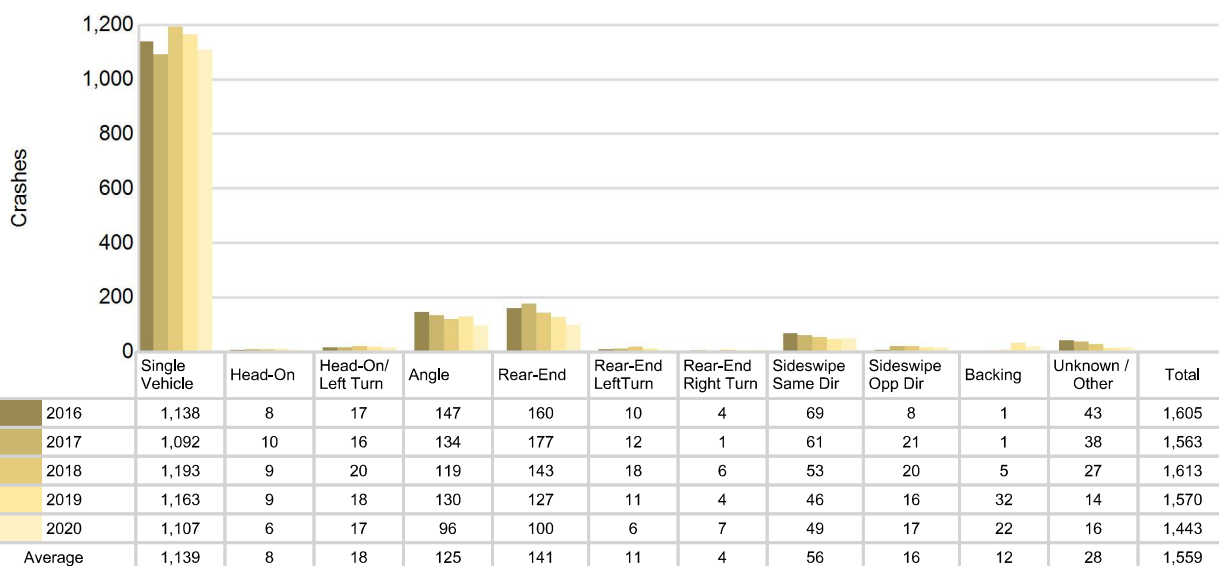 1,200
1,000
800
600
400
200
0
Crashes
Single Vehicle Head-On Head-On/ Left Turn Angle Rear-End Rear-End LeftTurn Rear-End Right Turn Sideswipe Same Dir Sideswipe Opp Dir Backing Unknown / Other Total
2016 1,138 8 17 147 160 10 4 69 8 1 43 1,605
2017 1,092 10 16 134 177 12 1 61 21 1 38 1,563
2018 1,193 9 20 119 143 18 6 53 20 5 27 1,613
2019 1,163 9 18 130 127 11 4 46 16 32 14 1,570
2020 1,107 6 17 96 100 6 7 49 17 22 16 1,443
Average 1,139 8 18 125 141 11 4 56 16 12 28 1,559